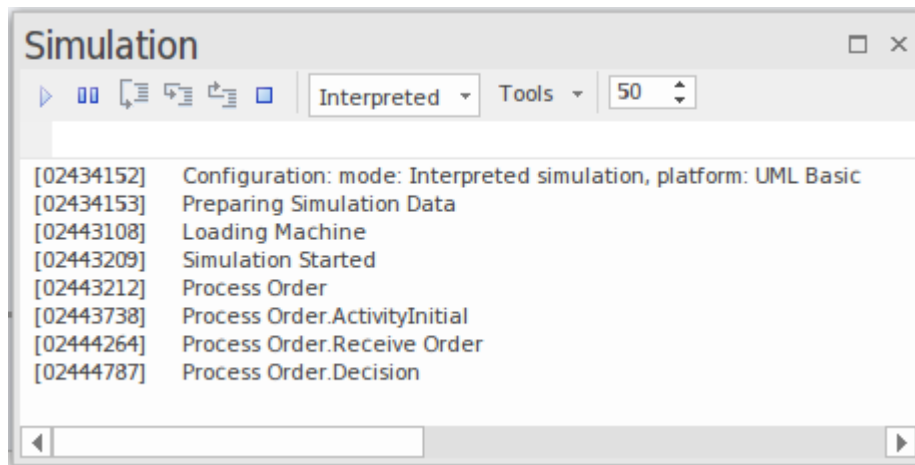 Simulation
Interpreted Tools 50
[02434152] Configuration: mode: Interpreted simulation, platform: UML Basic
[02434153] Preparing Simulation Data
[02443108] Loading Machine
[02443209] Simulation Started
[02443212] Process Order
[02443738] Process Order.ActivityInitial
[02444264] Process Order.Receive Order
[02444787] Process Order.Decision